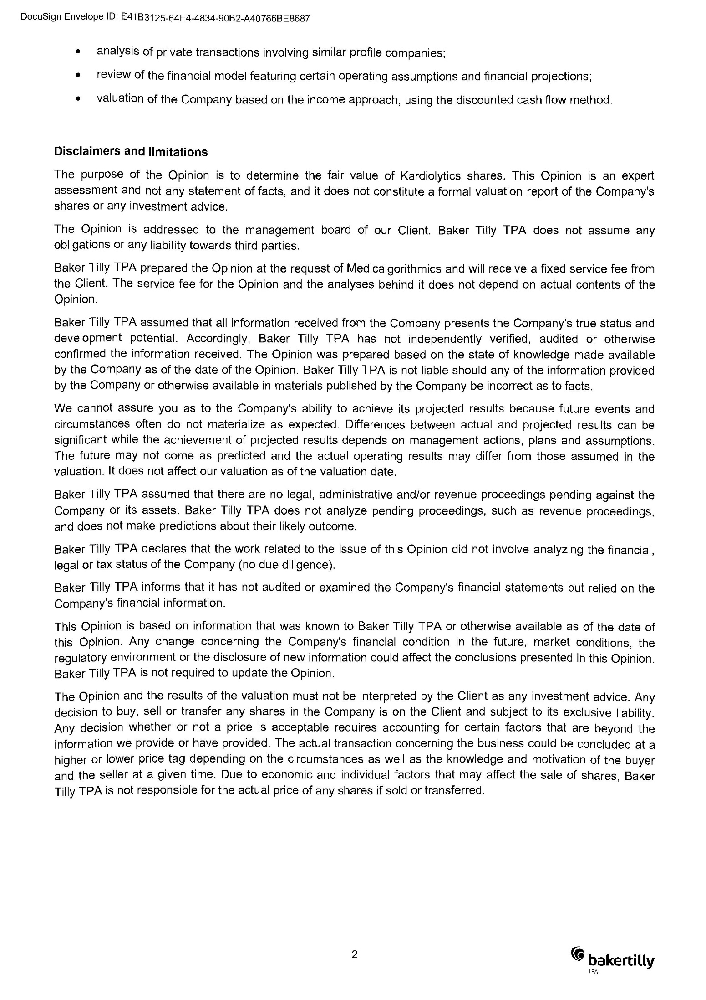 DocuSign Envelope ID: E41B3125-64E4-4834-90B2-A40766BE8687
• analysis of private transactions involving similar profile companies;
• review of the financial model featuring certain operating assumptions and financial projections;
• valuation of the Company based on the income approach, using the discounted cash flow method.
Disclaimers and limitations
The purpose of the Opinion is to determine the fair value of Kardiolytics shares. This Opinion is an expert
assessment and not any statement of facts, and it does not constitute a formal valuation report of the Company's
shares or any investment advice.
The Opinion is addressed to the management board of our Client. Baker Tilly TPA does not assume any
obligations or any liability towards third parties.
Baker Tilly TPA prepared the Opinion at the request of Medicalgorithmics and will receive a fixed service fee from
the Client. The service fee for the Opinion and the analyses behind it does not depend on actual contents of the
Opinion.
Baker Tilly TPA assumed that all information received from the Company presents the Company's true status and
development potential. Accordingly, Baker Tilly TPA has not independently verified, audited or otherwise
confirmed the information received. The Opinion was prepared based on the state of knowledge made available
by the Company as of the date of the Opinion. Baker Tilly TPA is not liable should any of the information provided
by the Company or otherwise available in materials published by the Company be incorrect as to facts.
We cannot assure you as to the Company's ability to achieve its projected results because future events and
circumstances often do not materialize as expected. Differences between actual and projected results can be
significant while the achievement of projected results depends on management actions, plans and assumptions.
The future may not come as predicted and the actual operating results may differ from those assumed in the
valuation. It does not affect our valuation as of the valuation date.
Baker Tilly TPA assumed that there are no legal, administrative and/or revenue proceedings pending against the
Company or its assets. Baker Tilly TPA does not analyze pending proceedings, such as revenue proceedings,
and does not make predictions about their likely outcome.
Baker Tilly TPA declares that the work related to the issue of this Opinion did not involve analyzing the financial,
legal or tax status of the Company (no due diligence).
Baker Tilly TPA informs that it has not audited or examined the Company's financial statements but relied on the
Company's financial information.
This Opinion is based on information that was known to Baker Tilly TPA or otherwise available as of the date of
this Opinion. Any change concerning the Company's financial condition in the future, market conditions, the
regulatory environment or the disclosure of new information could affect the conclusions presented in this Opinion.
Baker Tilly TPA is not required to update the Opinion.
The Opinion and the results of the valuation must not be interpreted by the Client as any investment advice. Any
decision to buy, sell or transfer any shares in the Company is on the Client and subject to its exclusive liability.
Any decision whether or not a price is acceptable requires accounting for certain factors that are beyond the
information we provide or have provided. The actual transaction concerning the business could be concluded at a
higher or lower price tag depending on the circumstances as well as the knowledge and motivation of the buyer
and the seller at a given time. Due to economic and individual factors that may affect the sale of shares, Baker
Tilly TPA is not responsible for the actual price of any shares if sold or transferred.
2
bakertilly
TPA